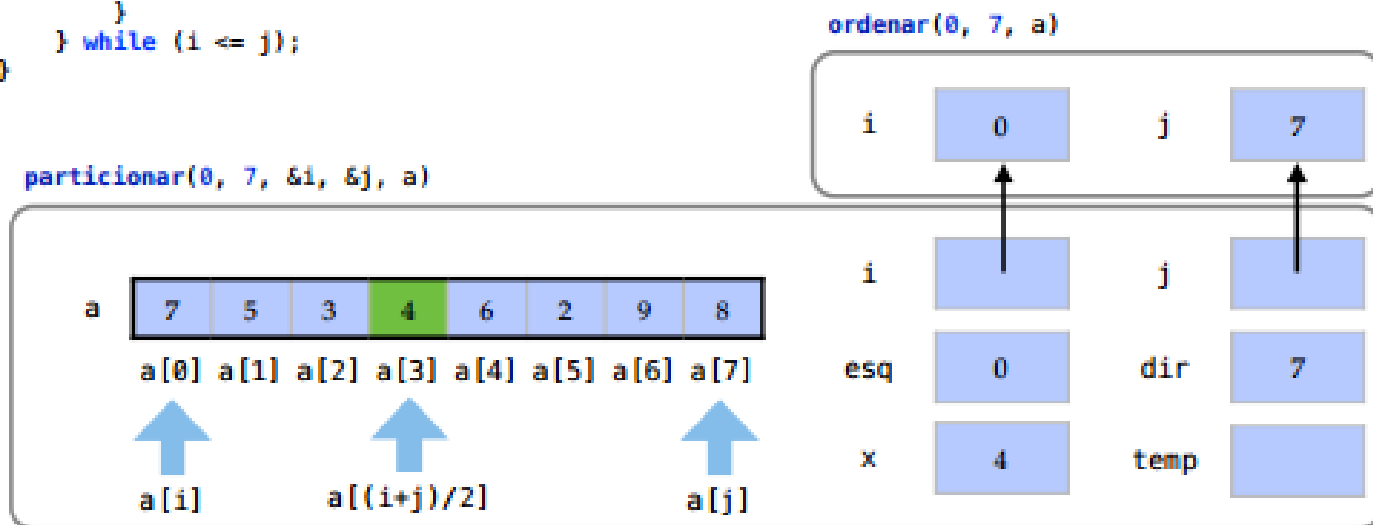 }
} while (i <= j);
}
ordenar(0, 7, a)
i 0 j 7
particionar(0, 7, &i, &j, a)
i j
a 7 5 3 4 6 2 9 8
a[0] a[1] a[2] a[3] a[4] a[5] a[6] a[7]
esq 0 dir 7
x 4 temp
a[i] a[(i+j)/2] a[j]